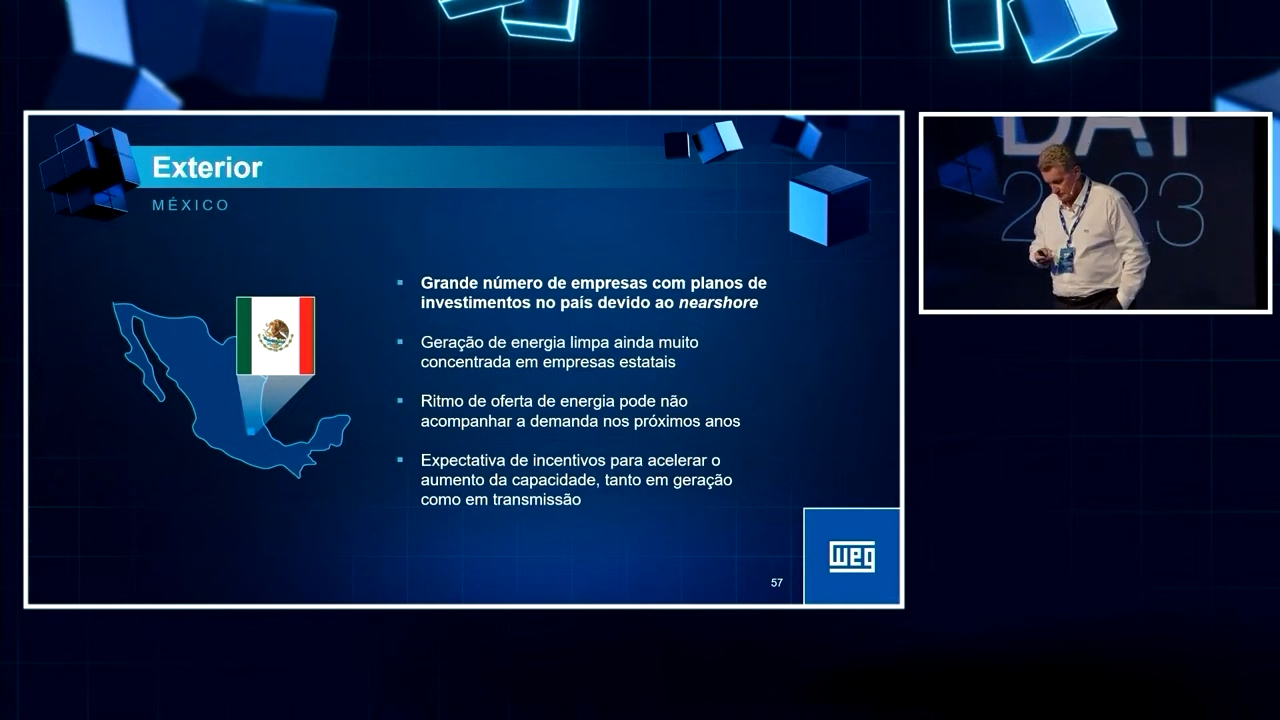 Exterior
MÉXICO
Grande número de empresas com planos de
investimentos no país devido ao nearshore
Geração de energia limpa ainda muito
concentrada em empresas estatais
Ritmo de oferta de energia pode não
acompanhar a demanda nos próximos anos
Expectativa de incentivos para acelerar o
aumento da capacidade, tanto em geração
como em transmissão
57
weg
DAY
2023